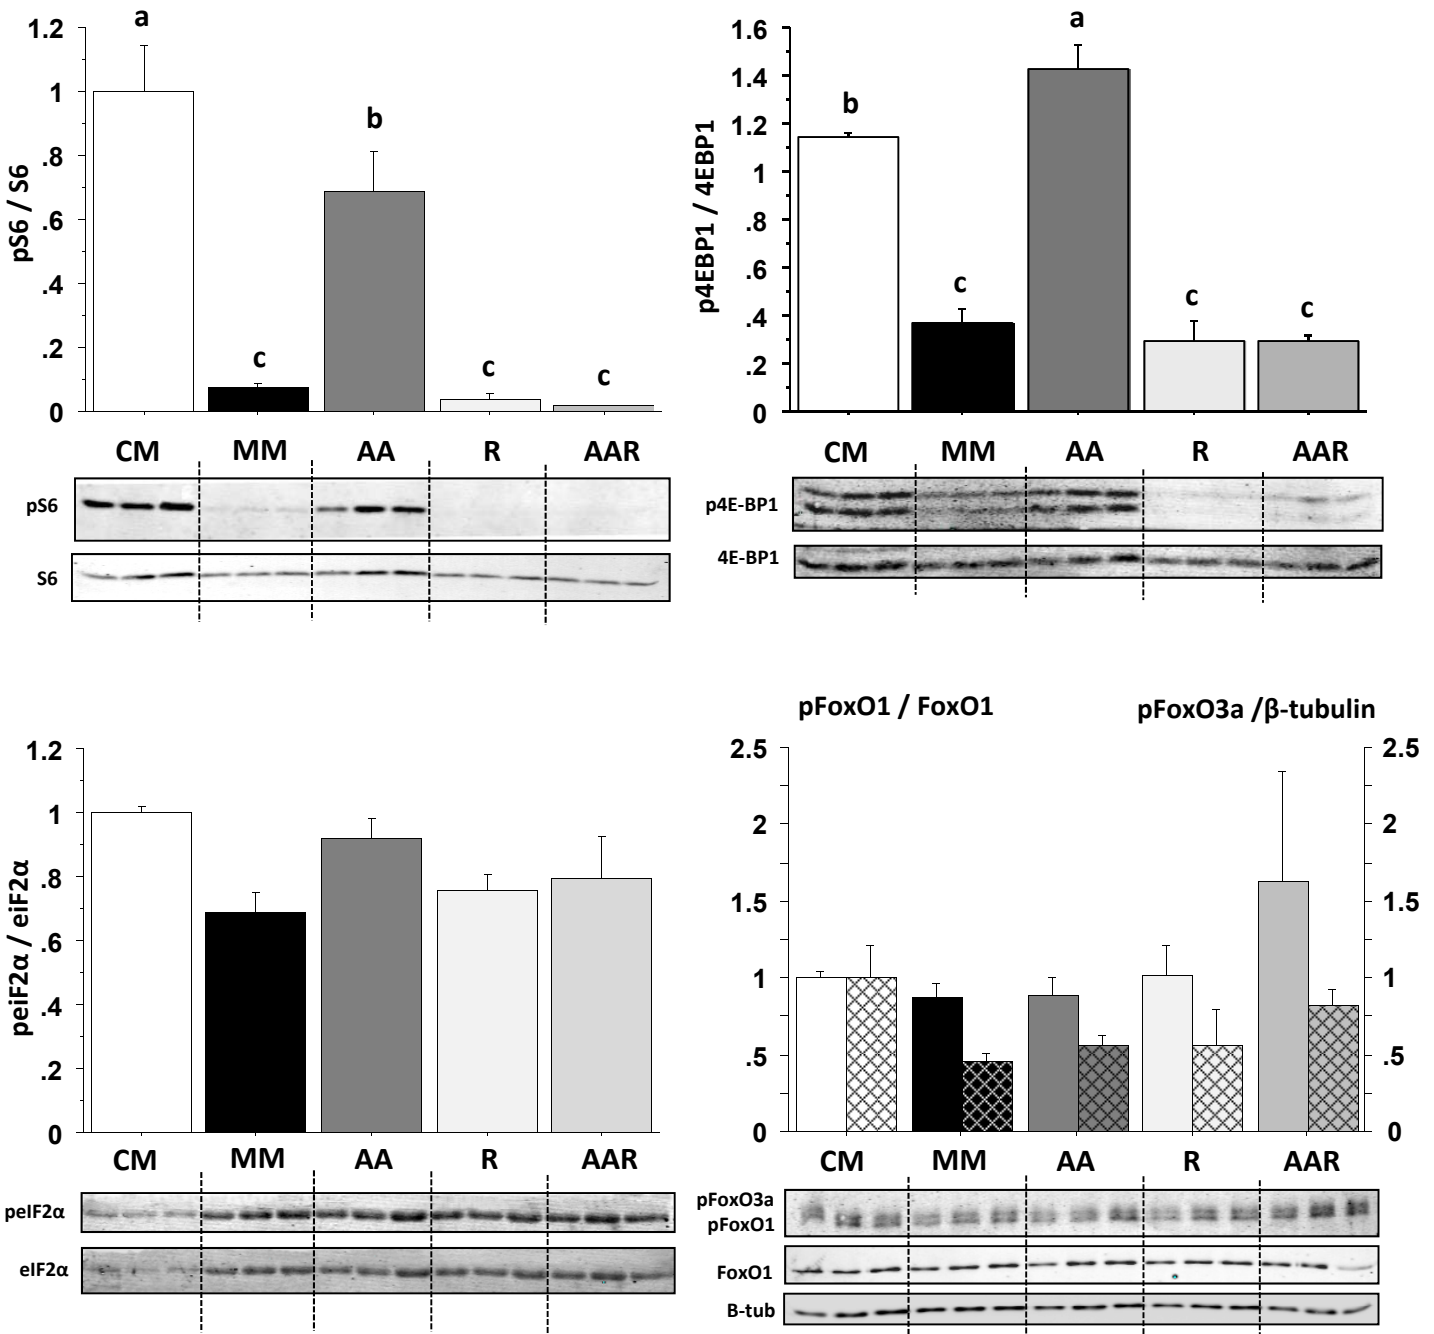 a
1.2
1
.8
.6
.4
.2
0
pS6 / S6
b
c
c
c
CM MM AA R AAR
pS6
S6
a
1.6
1.4
1.2
1
.8
.6
.4
.2
0
p4EBP1 / 4EBP1
b
c
c
c
CM MM AA R AAR
p4E-BP1
4E-BP1
1.2
1
.8
.6
.4
.2
0
peiF2α / eiF2α
CM MM AA R AAR
peIF2α
eIF2α
pFoxO1 / FoxO1
pFoxO3a /β-tubulin
2.5
2
1.5
1
.5
0
2.5
2
1.5
1
.5
0
CM MM AA R AAR
pFoxO3a
pFoxO1
FoxO1
B-tub